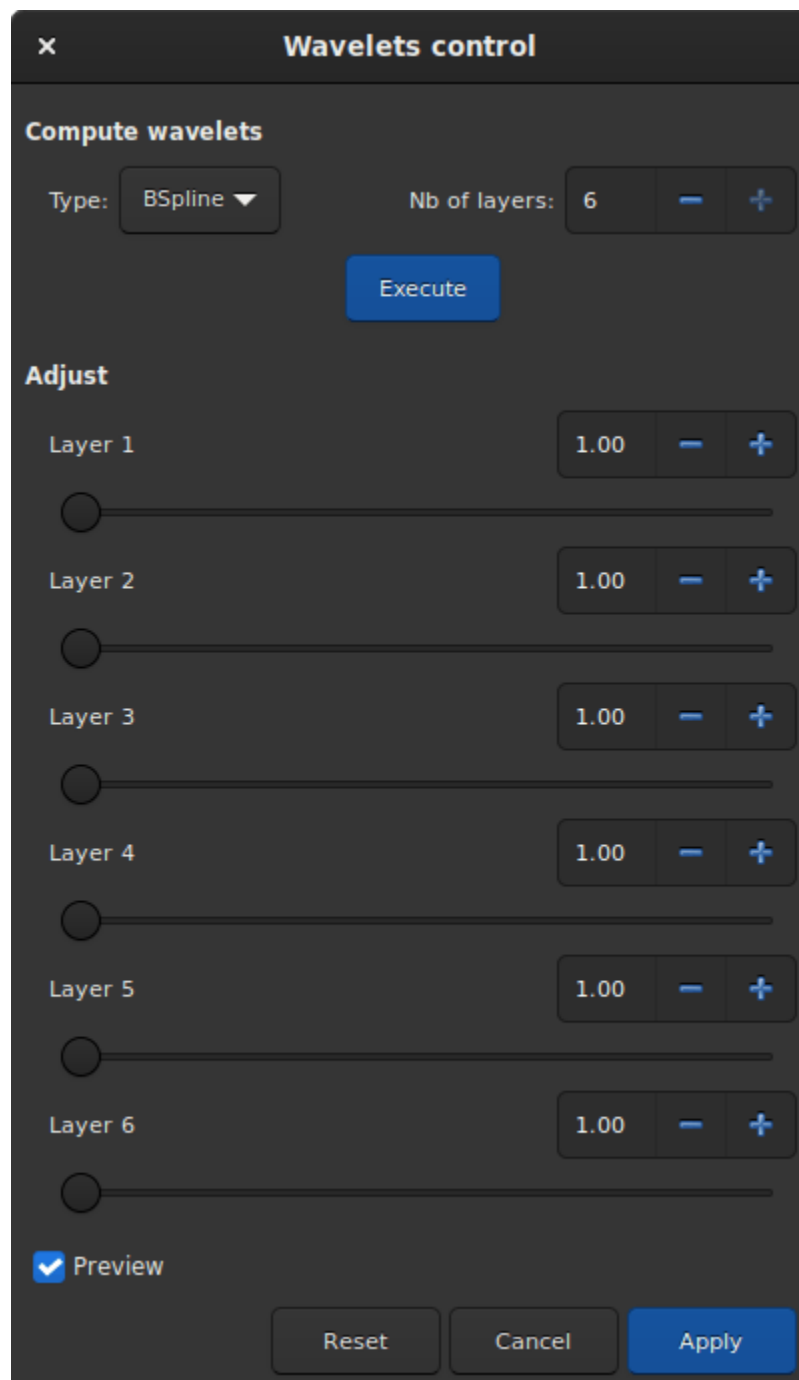 Wavelets control
Compute wavelets
Type: BSpline Nb of layers: 6
Execute
Adjust
Layer 1 1.00
Layer 2 1.00
Layer 3 1.00
Layer 4 1.00
Layer 5 1.00
Layer 6 1.00
Preview
Reset Cancel Apply